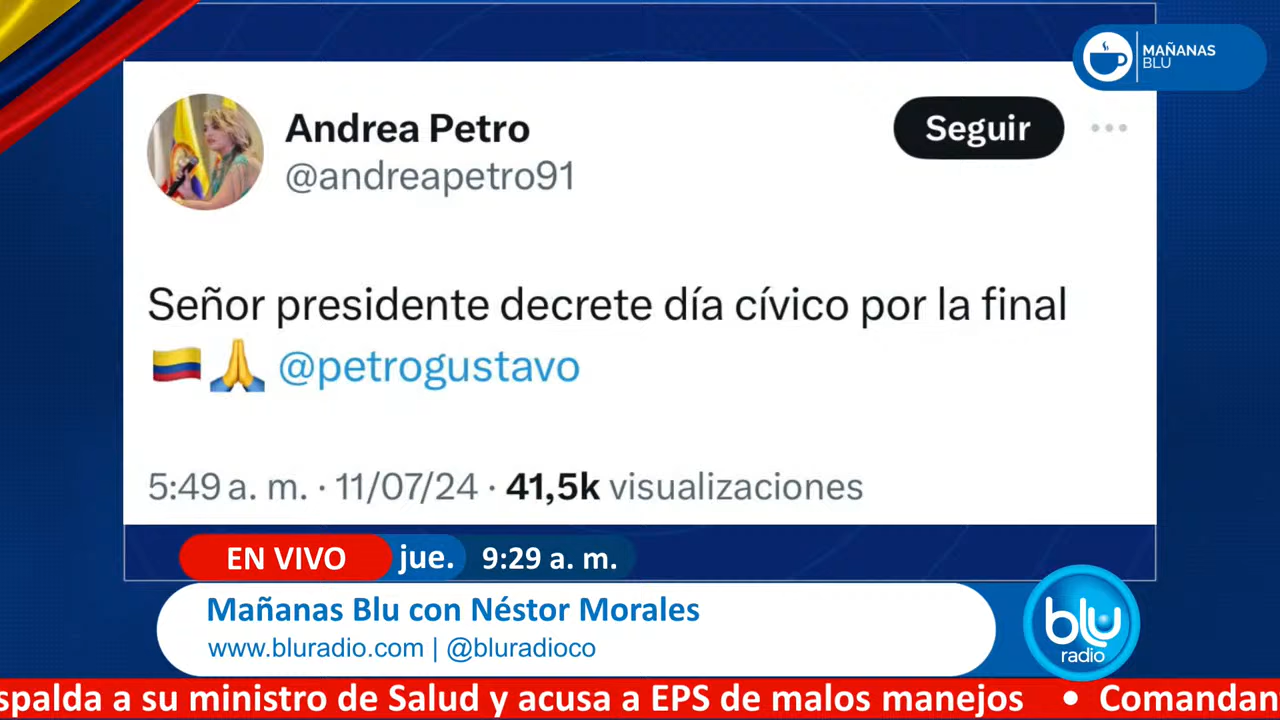 MAÑANAS
BLU
Andrea Petro
Seguir
@andreapetro91
Señor presidente decrete día cívico por la final
🇨🇴🙏 @petrogustavo
5:49 a. m. · 11/07/24 · 41,5k visualizaciones
EN VIVO jue. 9:29 a. m.
Mañanas Blu con Néstor Morales
www.bluradio.com | @bluradioco
blu
radio
a su ministro de Salud y acusa a EPS de malos manejos •